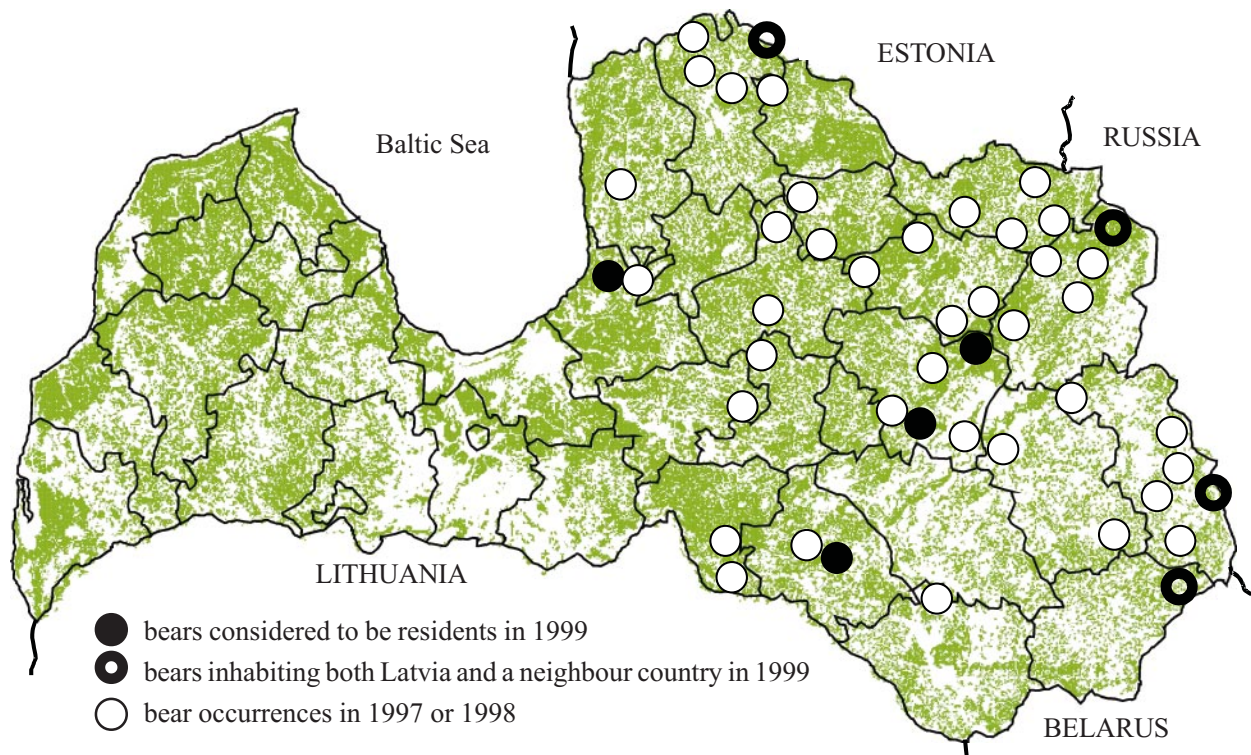 ESTONIA
RUSSIA
Baltic Sea
LITHUANIA
bears considered to be residents in 1999
bears inhabiting both Latvia and a neighbour country in 1999
bear occurrences in 1997 or 1998
BELARUS